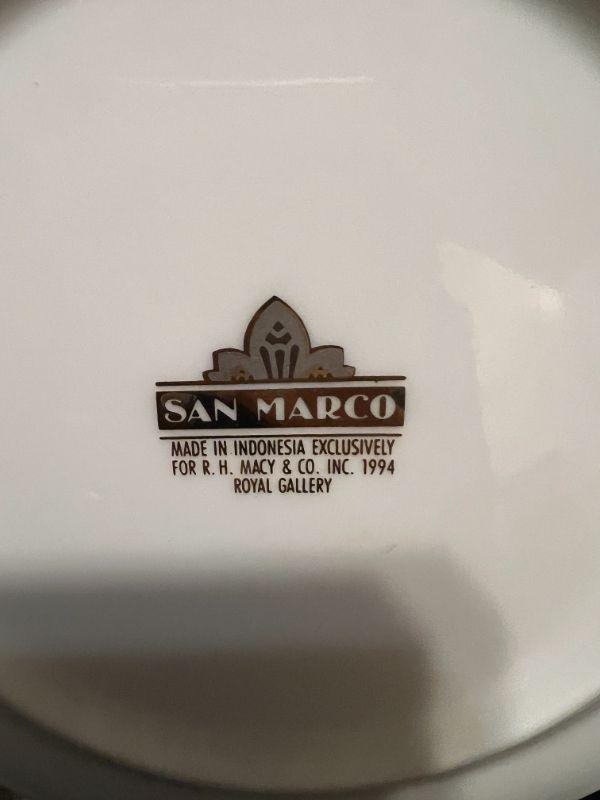 SAN MARCO
MADE IN INDONESIA EXCLUSIVELY
FOR R. H. MACY & CO. INC. 1994
ROYAL GALLERY